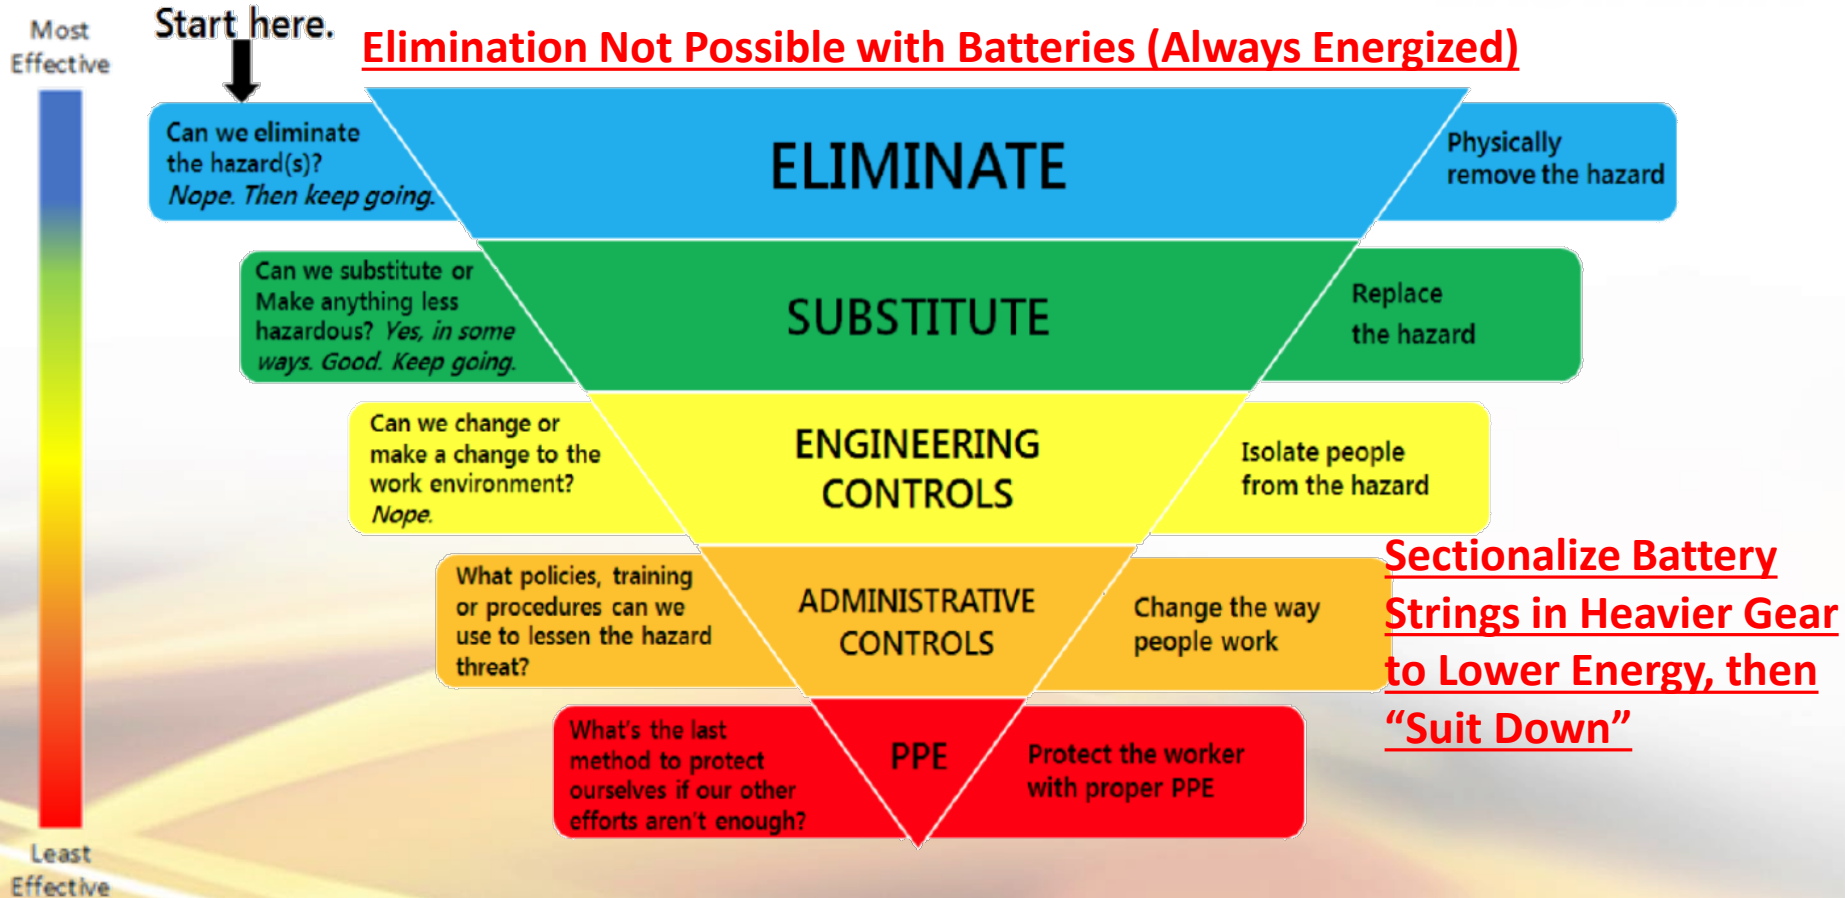 Most
Effective
Start here.
Elimination Not Possible with Batteries (Always Energized)
Can we eliminate
the hazard(s)?
Nope. Then keep going.
ELIMINATE
Physically
remove the hazard
Can we substitute or
Make anything less
hazardous? Yes, in some
ways. Good. Keep going.
SUBSTITUTE
Replace
the hazard
Can we change or
make a change to the
work environment?
Nope.
ENGINEERING
CONTROLS
Isolate people
from the hazard
What policies, training
or procedures can we
use to lessen the hazard
threat?
ADMINISTRATIVE
CONTROLS
Change the way
people work
Sectionalize Battery
Strings in Heavier Gear
to Lower Energy, then
“Suit Down”
What's the last
method to protect
ourselves if our other
efforts aren't enough?
PPE
Protect the worker
with proper PPE
Least
Effective